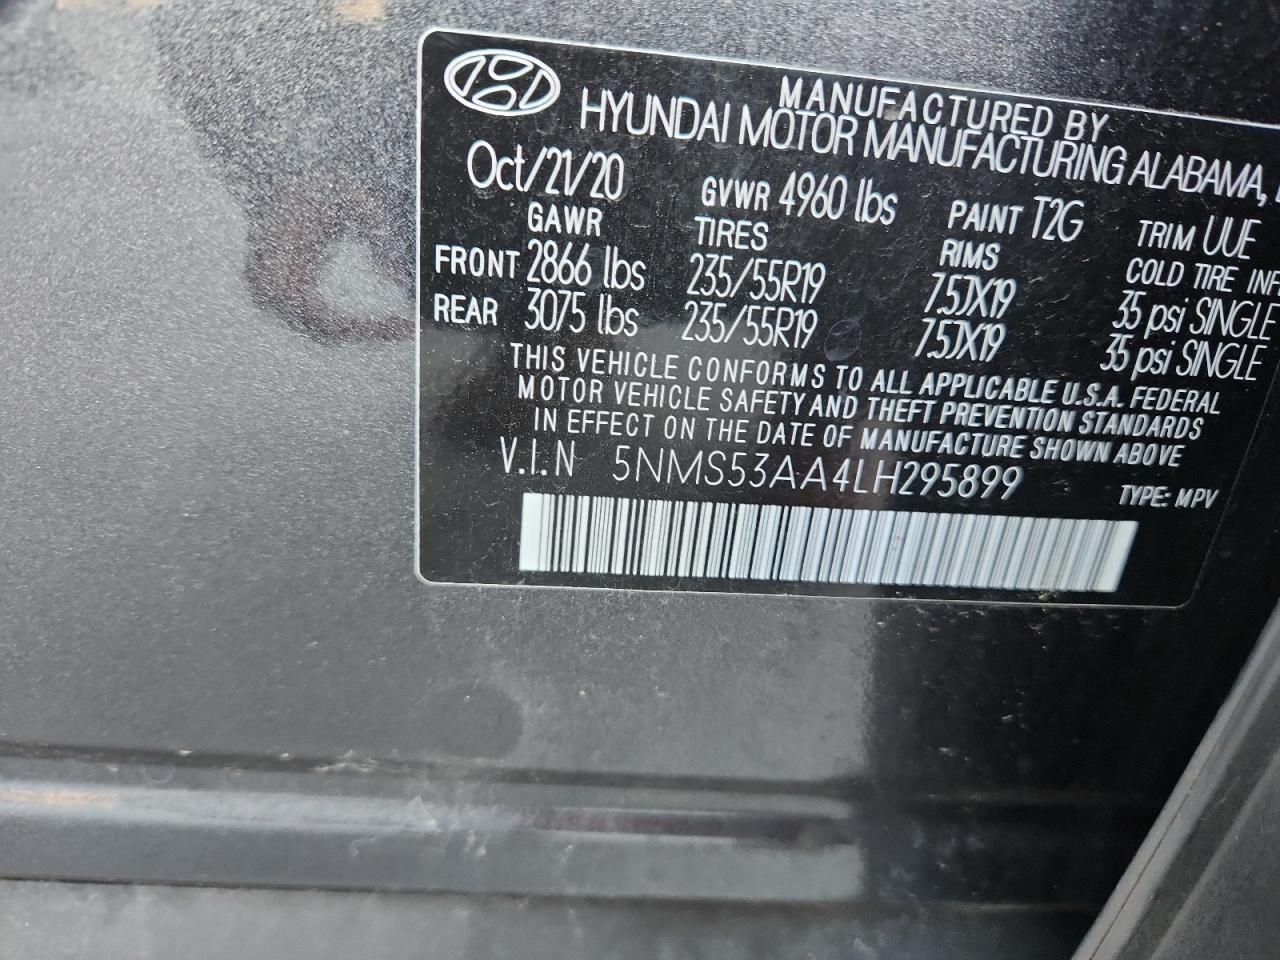 MANUFACTURED BY
HYUNDAI MOTOR MANUFACTURING ALABAMA,
Oct/21/20 GVWR 4960 lbs PAINT T2G TRIM UUE
GAWR TIRES RIMS COLD TIRE INF
FRONT 2866 lbs 235/55R19 7.5JX19 35 psi SINGLE
REAR 3075 lbs 235/55R19 7.5JX19 35 psi SINGLE
THIS VEHICLE CONFORMS TO ALL APPLICABLE U.S.A. FEDERAL
MOTOR VEHICLE SAFETY AND THEFT PREVENTION STANDARDS
IN EFFECT ON THE DATE OF MANUFACTURE SHOWN ABOVE
V.I.N 5NMS53AA4LH295899 TYPE: MPV